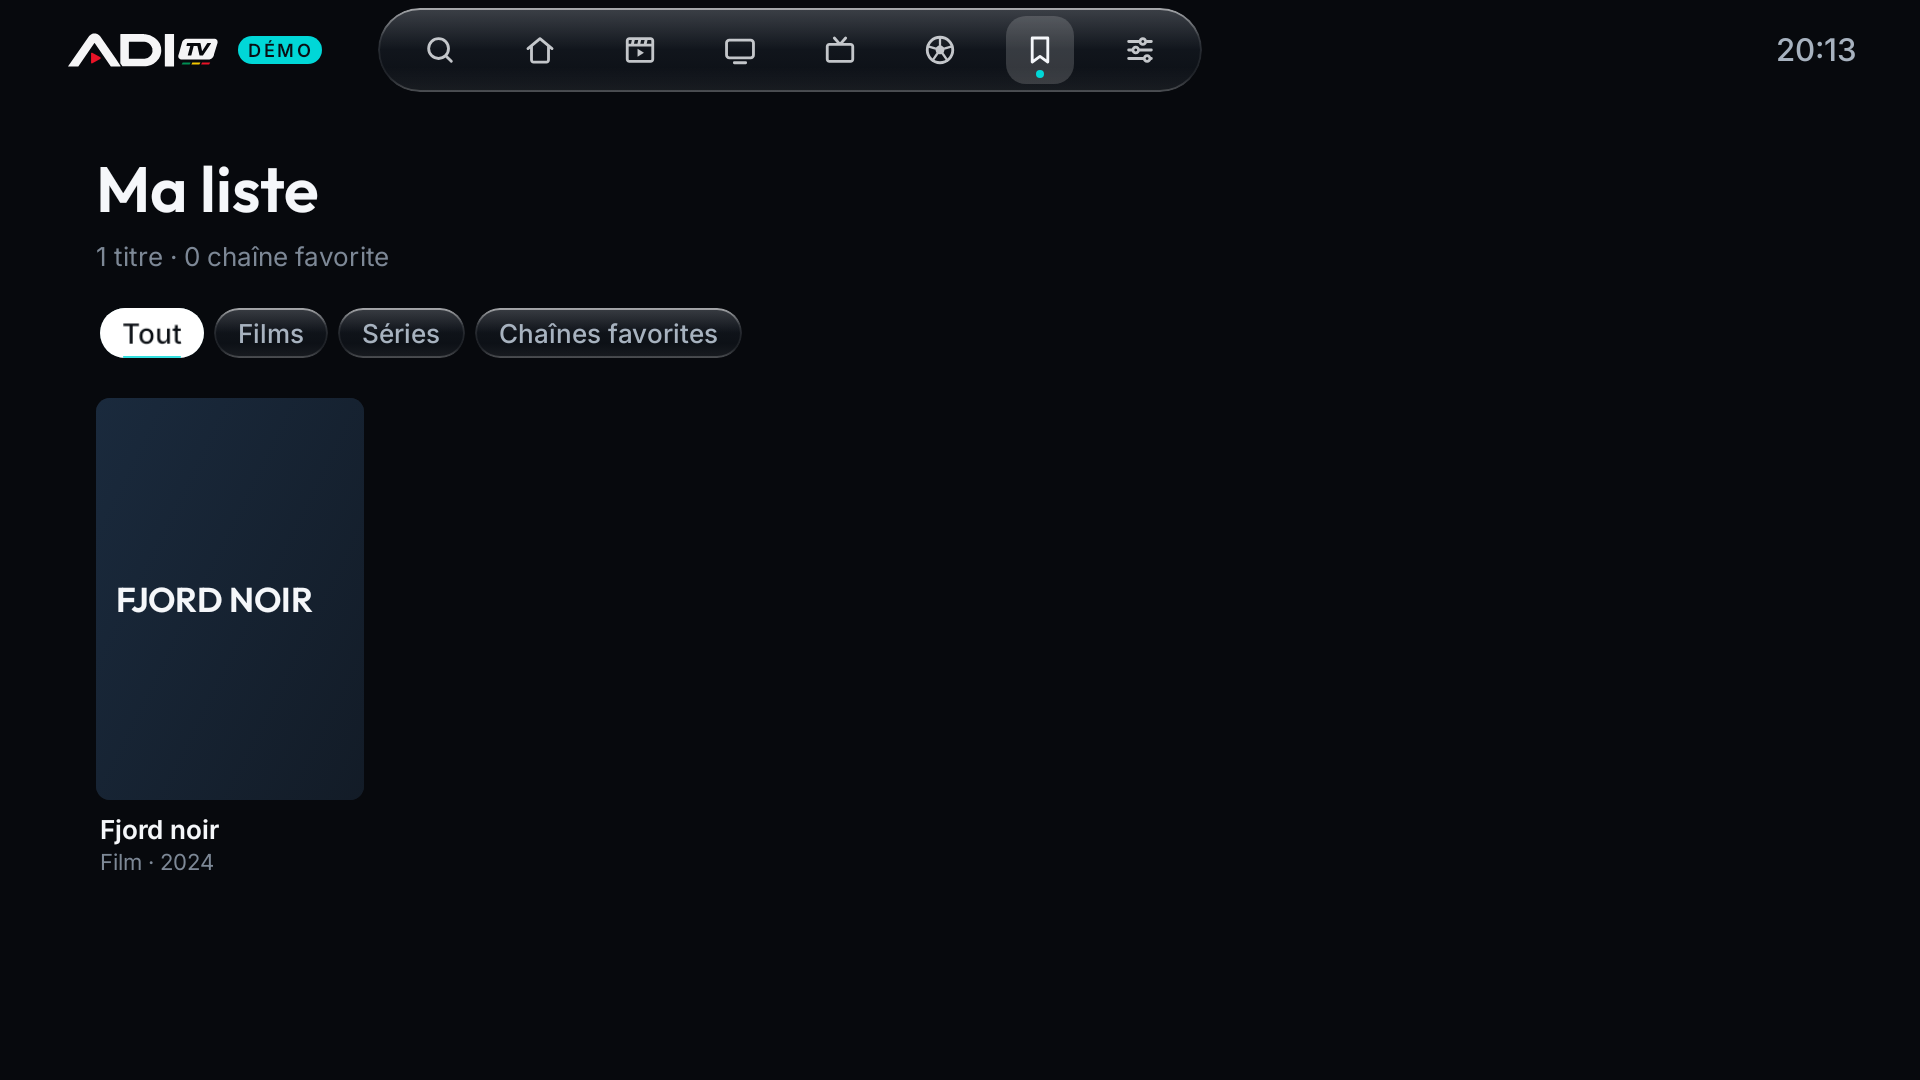 ADI TV DÉMO
20:13
Ma liste
1 titre · 0 chaîne favorite
Tout Films Séries Chaînes favorites
FJORD NOIR
Fjord noir
Film · 2024